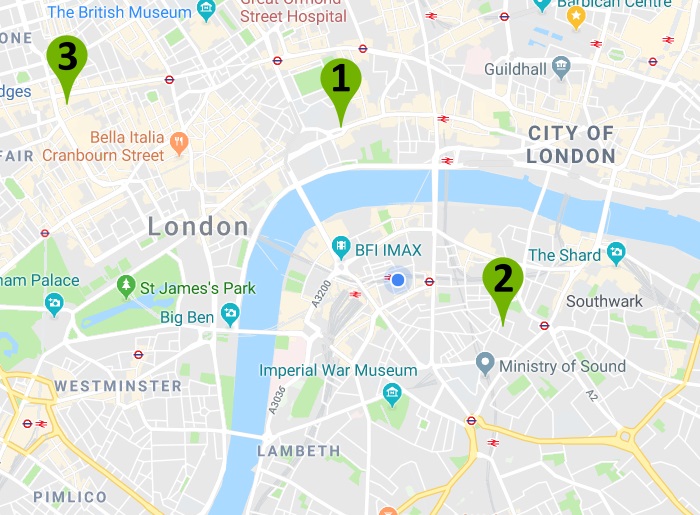 Barbican Centre
Great Ormond
The British Museum
Street Hospital
ONE
3
1
Guildhall
dges
Bella Italia
Cranbourn Street
FAIR
CITY OF
LONDON
London
BFI IMAX
The Shard
2
ham Palace
St James's Park
A3200
Southwark
Big Ben
Imperial War Museum
Ministry of Sound
WESTMINSTER
A3036
A2
LAMBETH
PIMLICO